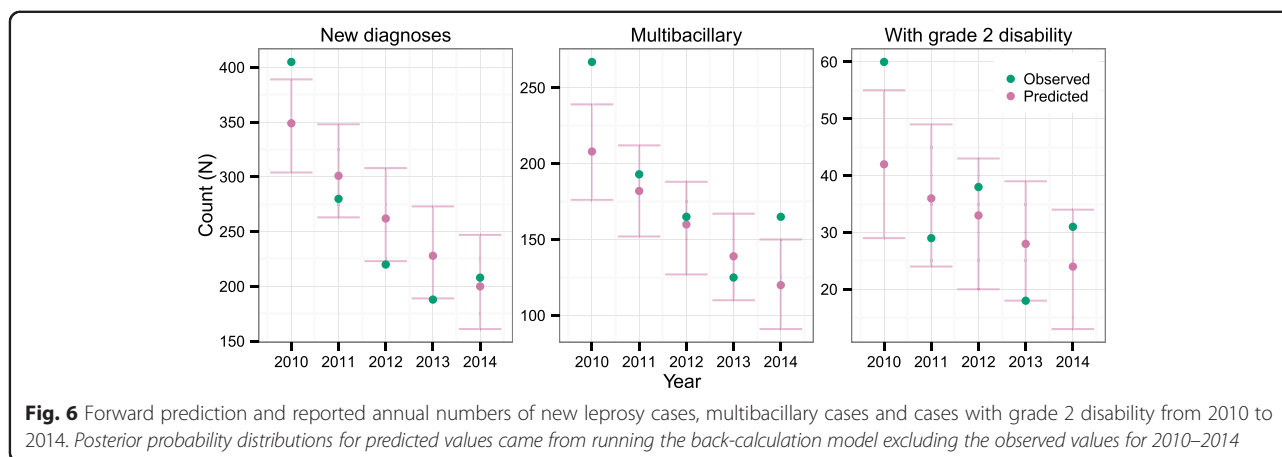 New diagnoses
Multibacillary
With grade 2 disability
Count (N)
400
350
300
250
200
150
250
200
150
100
60
50
40
30
20
Observed
Predicted
2010 2011 2012 2013 2014
2010 2011 2012 2013 2014
2010 2011 2012 2013 2014
Year
Fig. 6 Forward prediction and reported annual numbers of new leprosy cases, multibacillary cases and cases with grade 2 disability from 2010 to
2014. Posterior probability distributions for predicted values came from running the back-calculation model excluding the observed values for 2010–2014